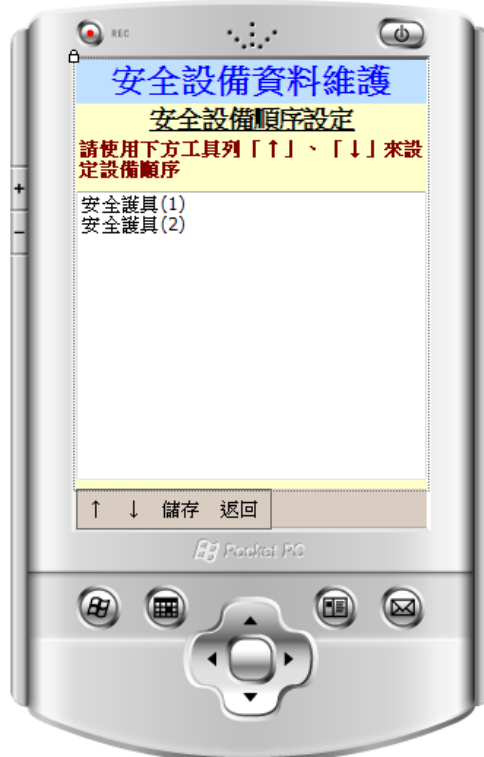 REC
安全設備資料維護
安全設備順序設定
請使用下方工具列「↑」、「↓」來設
定設備順序
安全護具(1)
安全護具(2)
↑ ↓ 儲存 返回
Pocket PC